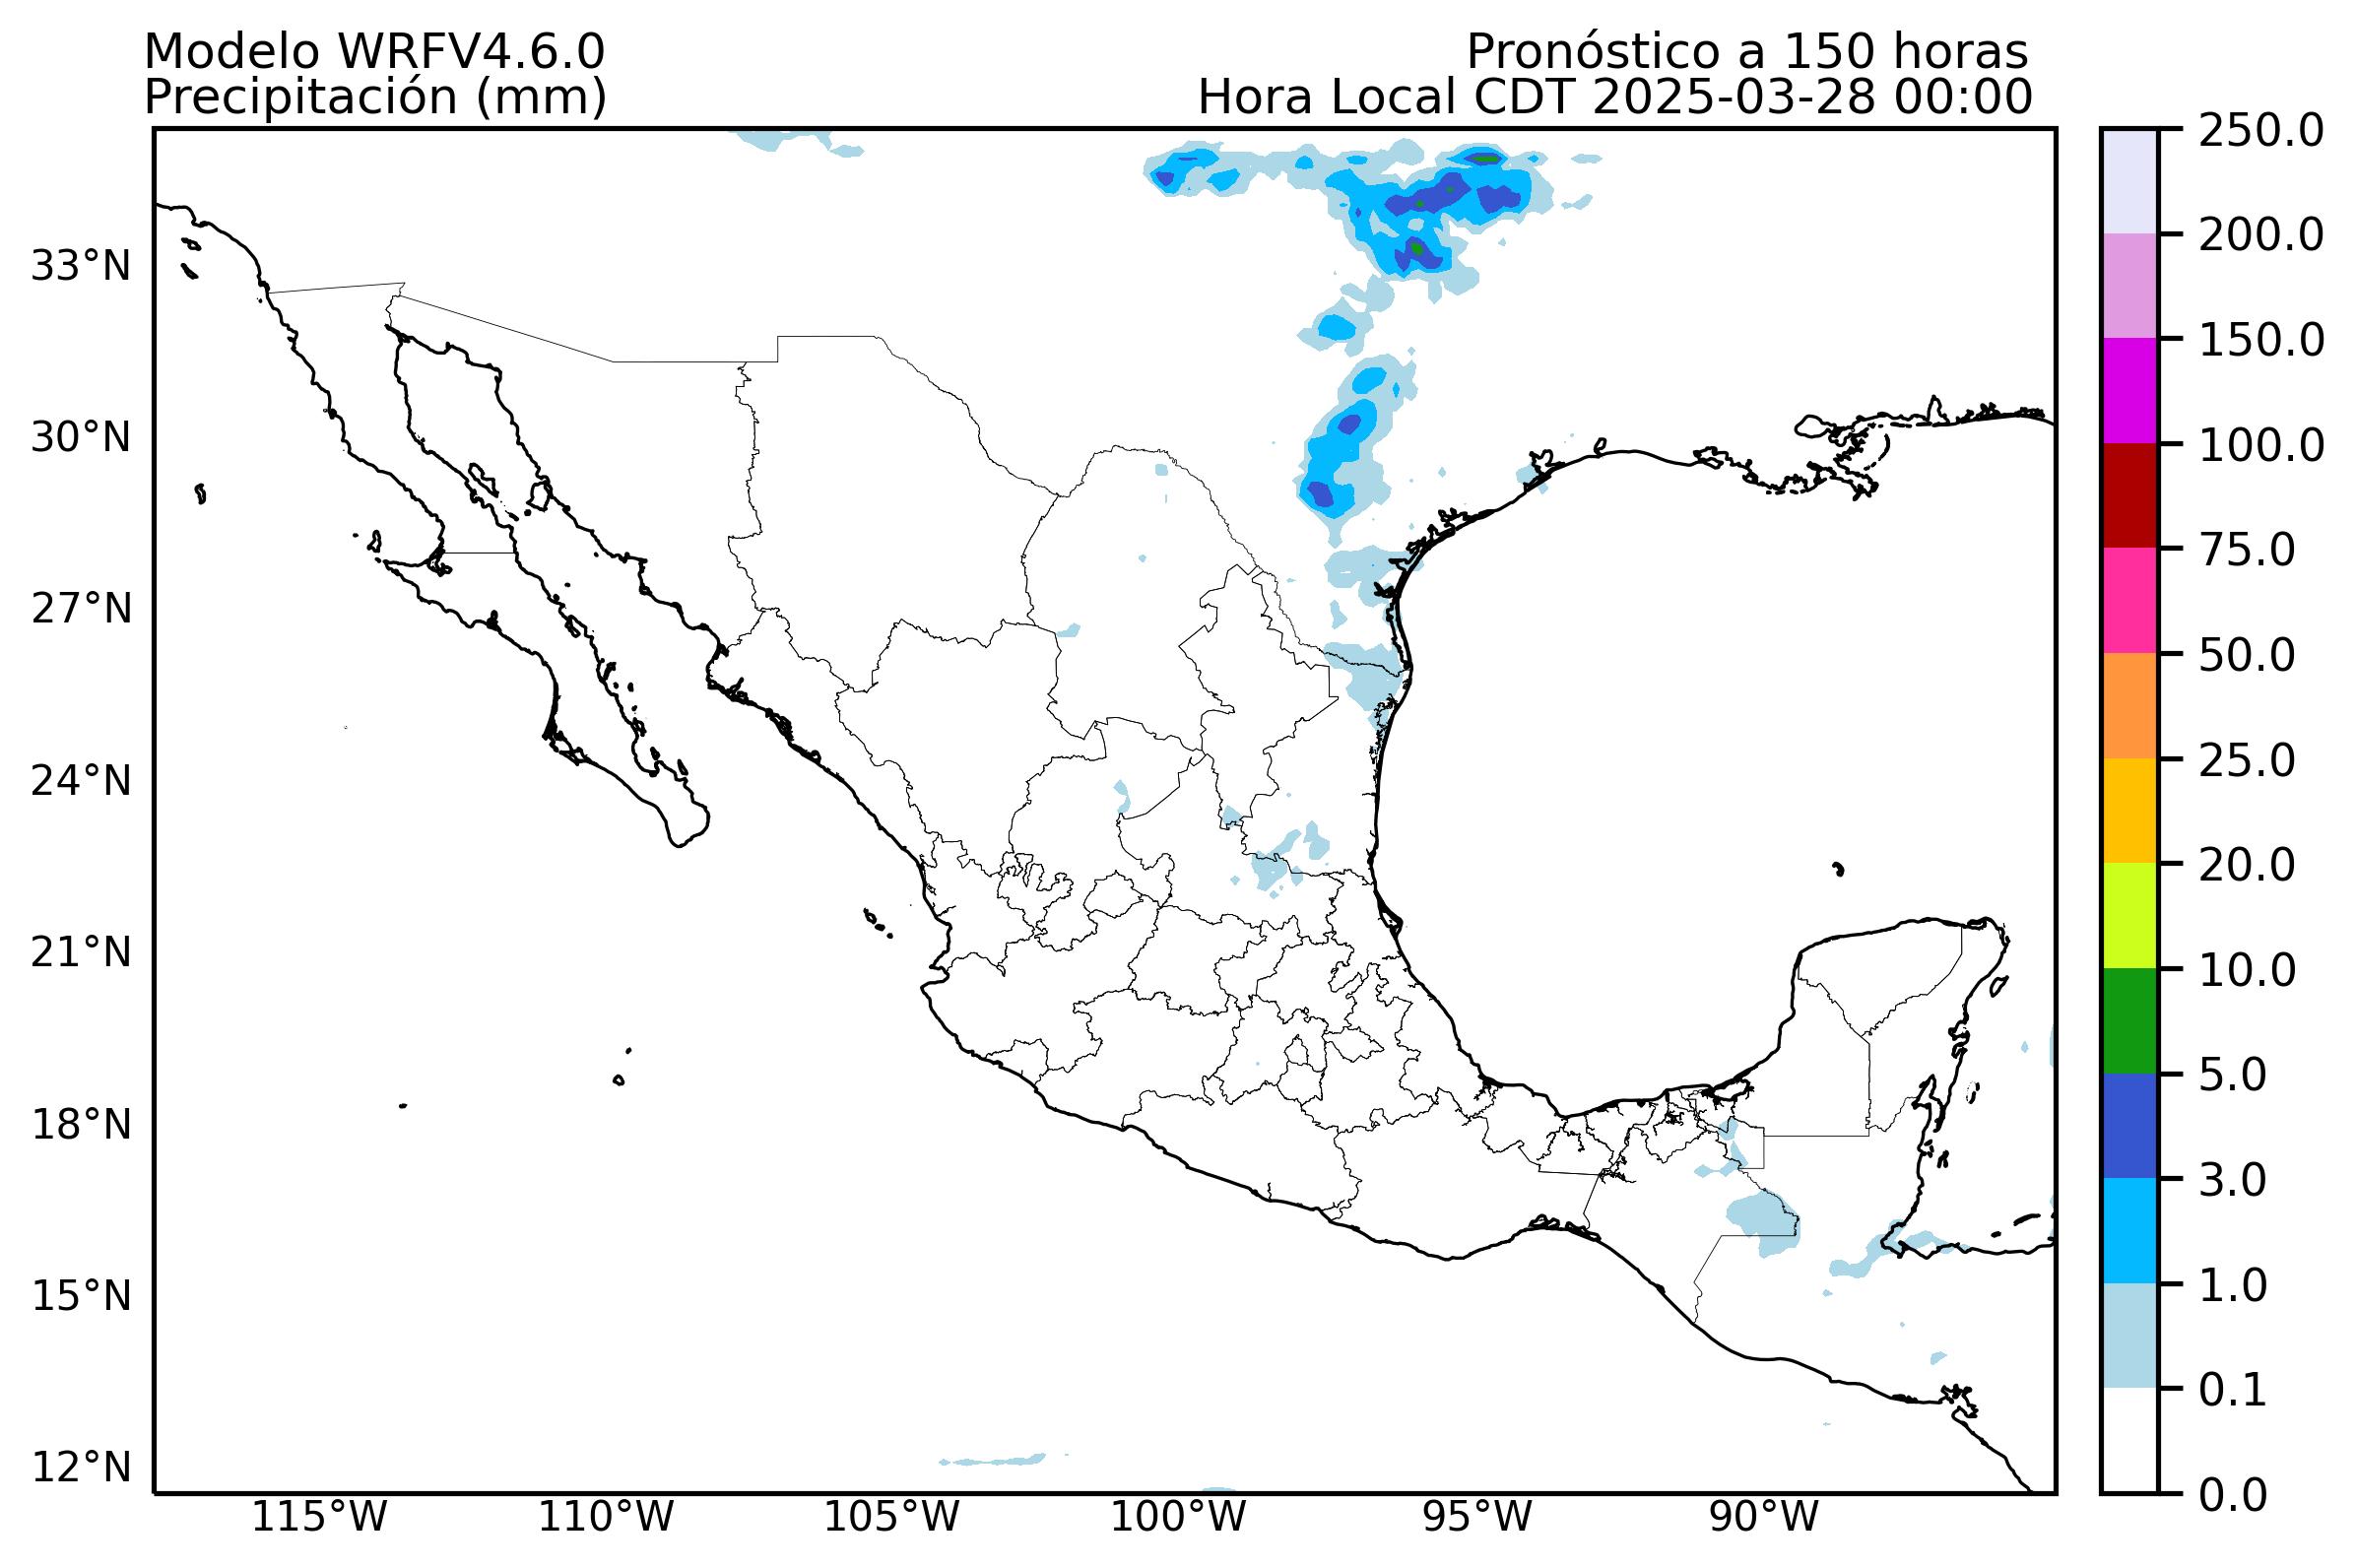 Modelo WRFV4.6.0
Pronóstico a 150 horas
Precipitación (mm)
Hora Local CDT 2025-03-28 00:00
33°N
30°N
27°N
24°N
21°N
18°N
15°N
12°N
115°W
110°W
105°W
100°W
95°W
90°W
250.0
200.0
150.0
100.0
75.0
50.0
25.0
20.0
10.0
5.0
3.0
1.0
0.1
0.0